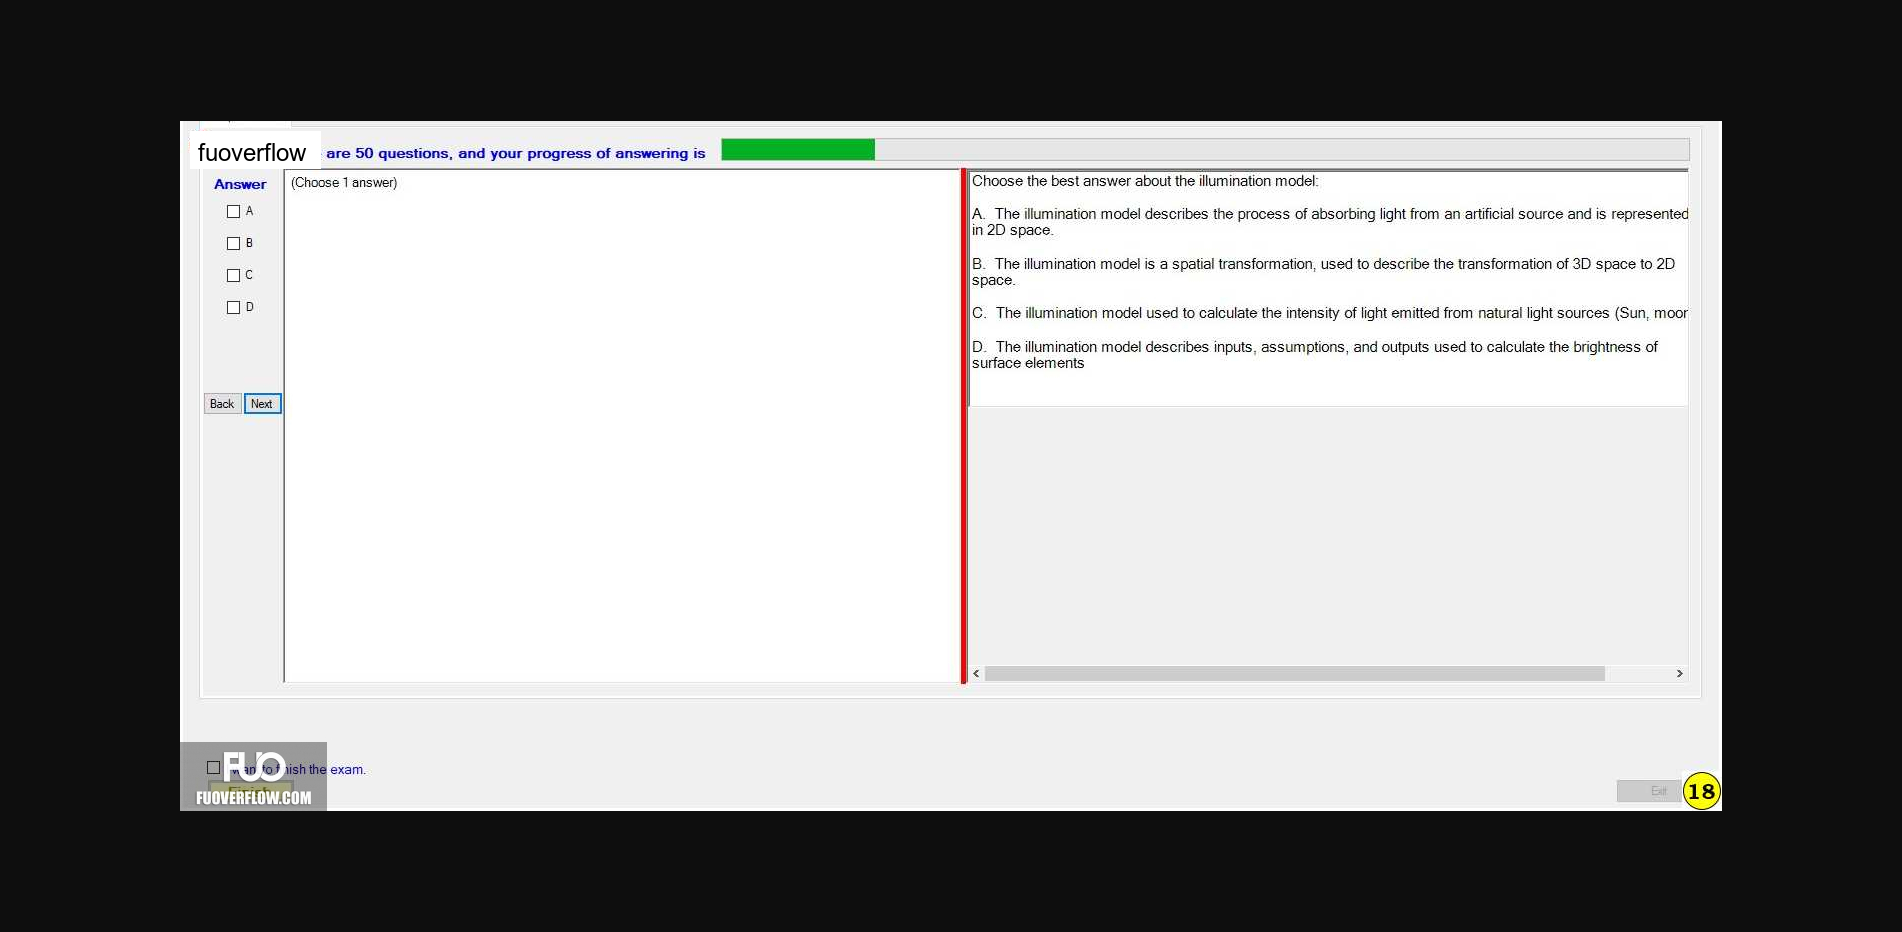 fuoverflow are 50 questions, and your progress of answering is
Answer
A
B
C
D
Back Next
(Choose 1 answer)
Choose the best answer about the illumination model:
A. The illumination model describes the process of absorbing light from an artificial source and is represented
in 2D space.
B. The illumination model is a spatial transformation, used to describe the transformation of 3D space to 2D
space.
C. The illumination model used to calculate the intensity of light emitted from natural light sources (Sun, moon
D. The illumination model describes inputs, assumptions, and outputs used to calculate the brightness of
surface elements
FUO
want to finish the exam.
Finish
FUOVERFLOW.COM
Exit
18